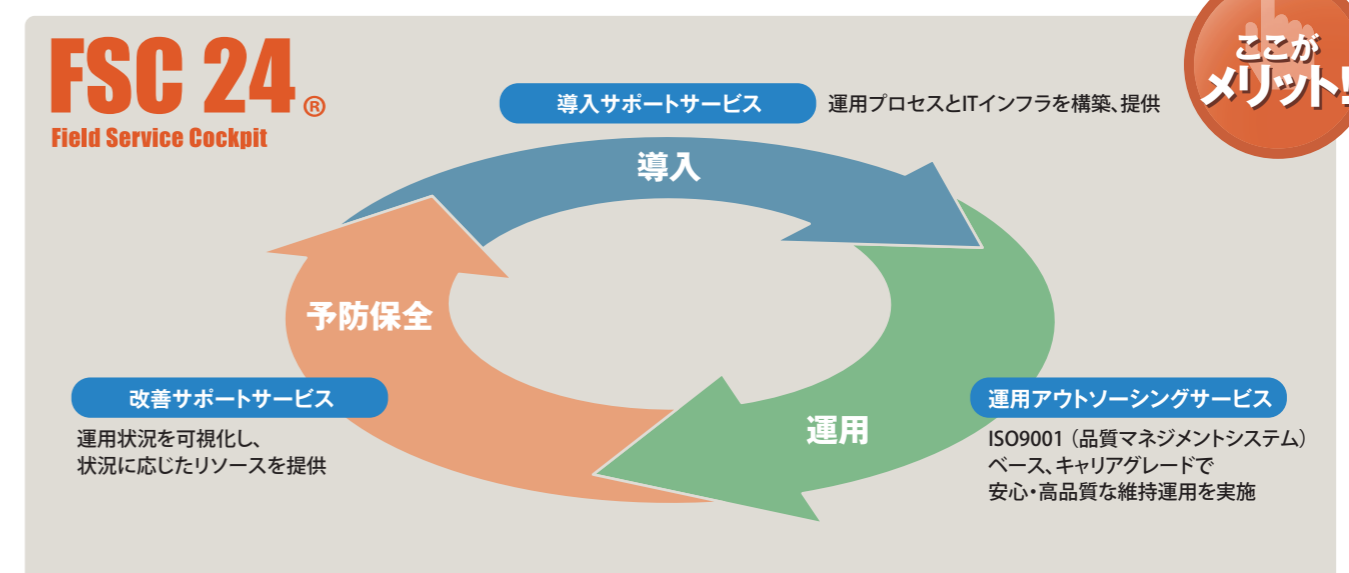 FSC 24®
Field Service Cockpit
ここが
メリット!
導入サポートサービス
運用プロセスとITインフラを構築、提供
導入
予防保全
改善サポートサービス
運用状況を可視化し、
状況に応じたリソースを提供
運用
運用アウトソーシングサービス
ISO9001（品質マネジメントシステム）
ベース、キャリアグレードで
安心・高品質な維持運用を実施